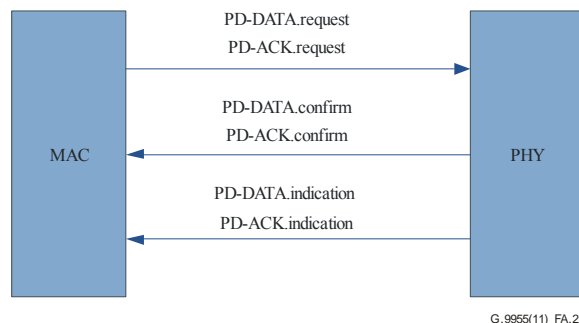 PD-DATA.request
PD-ACK.request
PD-DATA.confirm
MAC
PD-ACK.confirm
PHY
PD-DATA.indication
PD-ACK.indication
G.9955(11)_FA.2